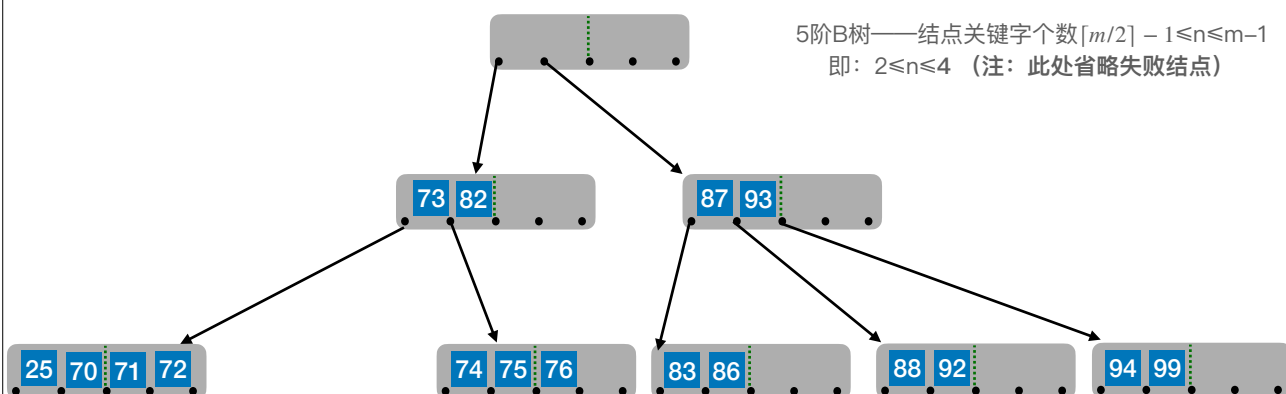 5阶B树——结点关键字个数⌈m/2⌉ – 1≤n≤m–1
即：2≤n≤4 （注：此处省略失败结点）
73 82 87 93
25 70 71 72 74 75 76 83 86 88 92 94 99